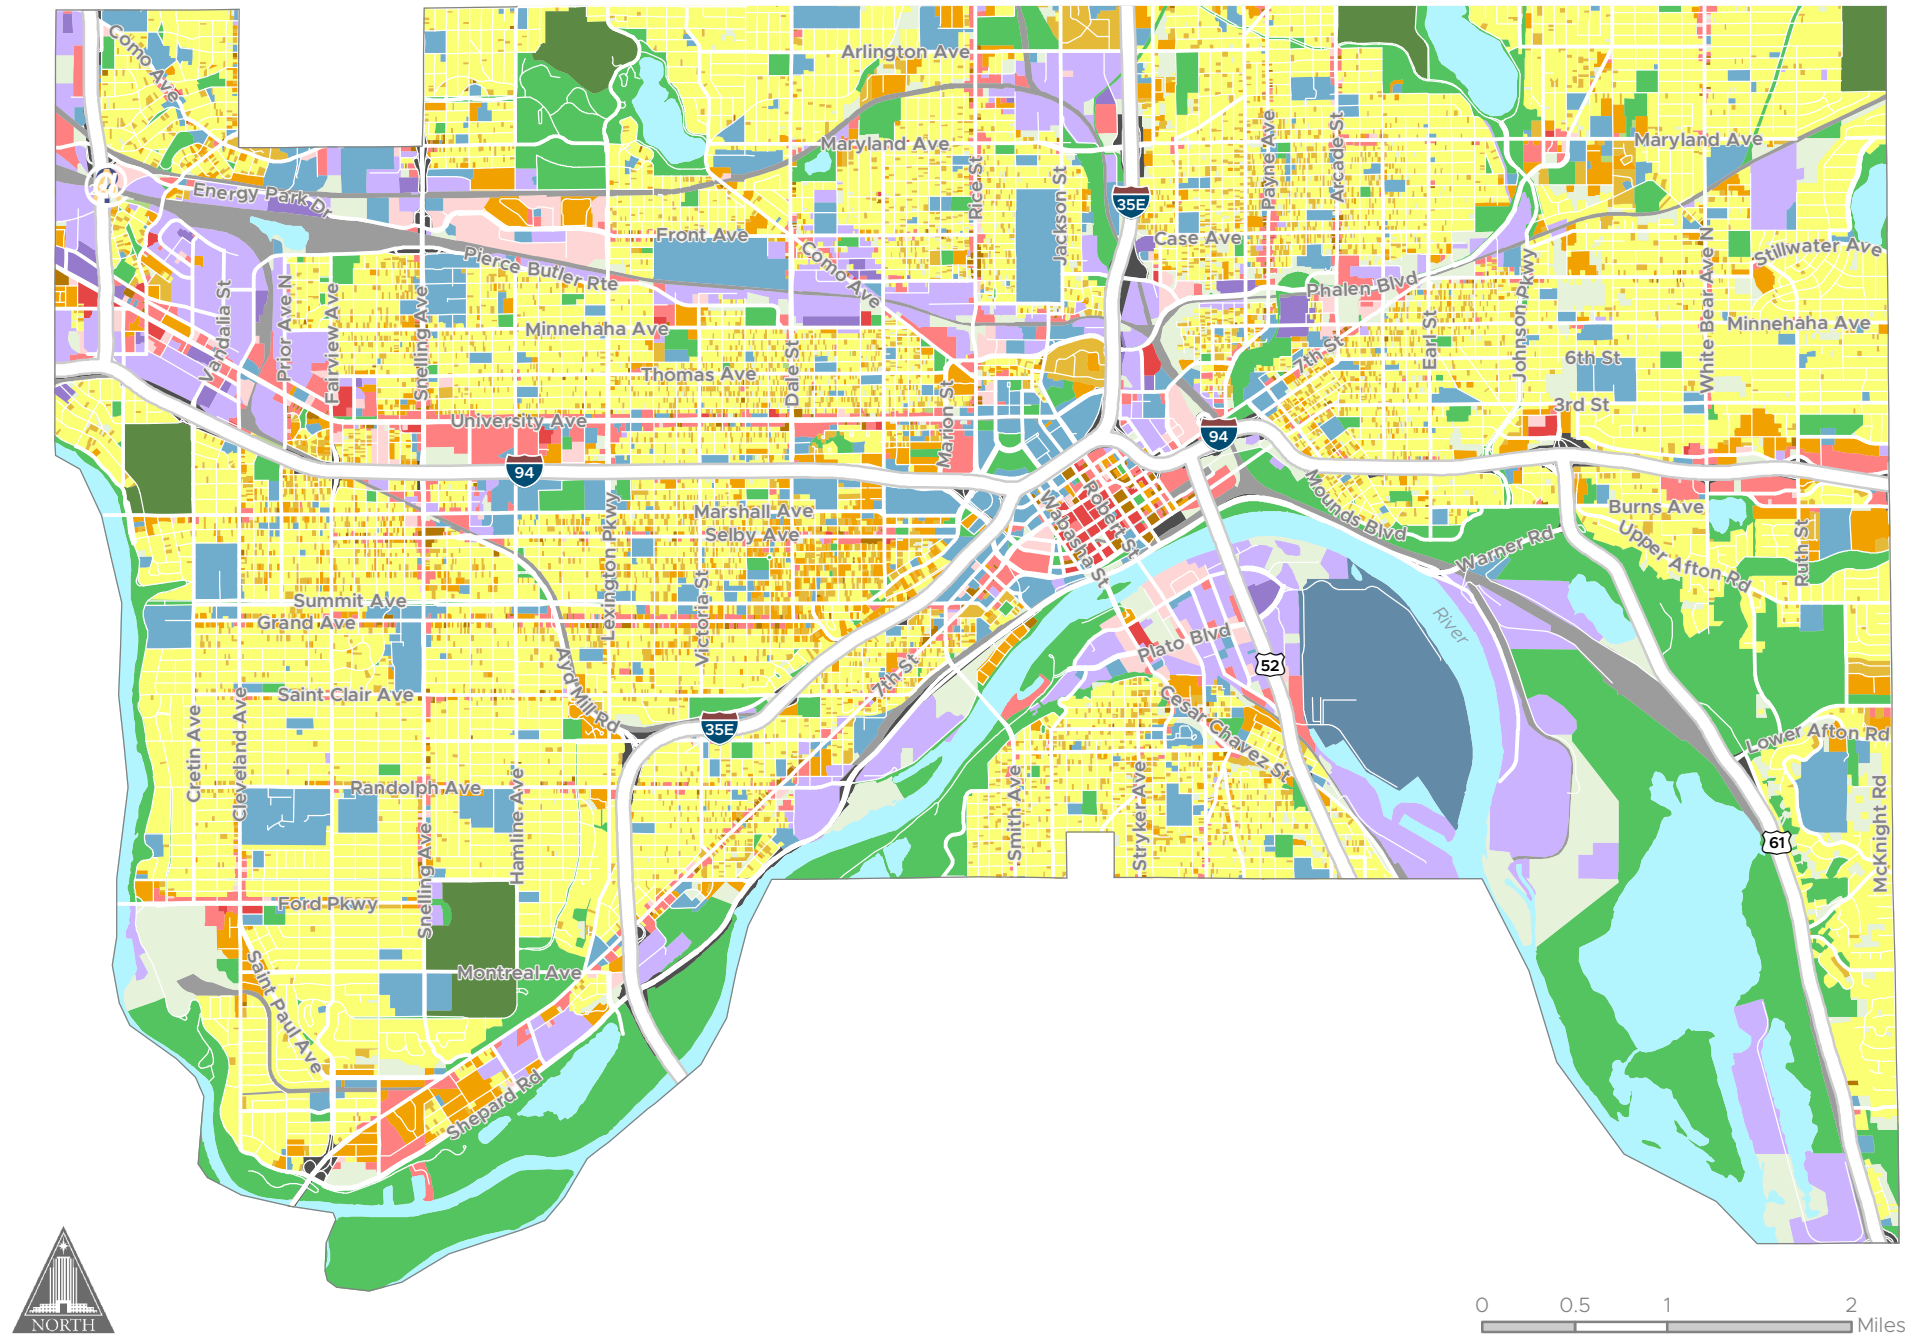 Como Ave
Arlington Ave
Maryland Ave
Maryland Ave
Energy Park Dr
Rice St
Jackson St
35E
Payne Ave
Arcade St
Front Ave
Case Ave
Como Ave
Pierce Butler Rte
Stillwater Ave
Vandalia St
Prior Ave N
Fairview Ave
Snelling Ave
Phalen Blvd
Johnson Pkwy
White Bear Ave N
Minnehaha Ave
Minnehaha Ave
Earl St
7th St
6th St
Dale St
Thomas Ave
Marion St
3rd St
University Ave
94
94
Lexington Pkwy
Marshall Ave
Selby Ave
Robert St
Wabasha St
Mounds Blvd
Burns Ave
Upper Afton Rd
Warner Rd
Ruth St
Victoria St
Summit Ave
Grand Ave
River
Plato Blvd
52
Ayd Mill Rd
7th St
Saint Clair Ave
Cesar Chavez St
Cretin Ave
Cleveland Ave
35E
Lower Afton Rd
Randolph Ave
Hamline Ave
Smith Ave
Stryker Ave
McKnight Rd
61
Snelling Ave
Ford Pkwy
Saint Paul Ave
Montreal Ave
Shepard Rd
NORTH
0 0.5 1 2
Miles